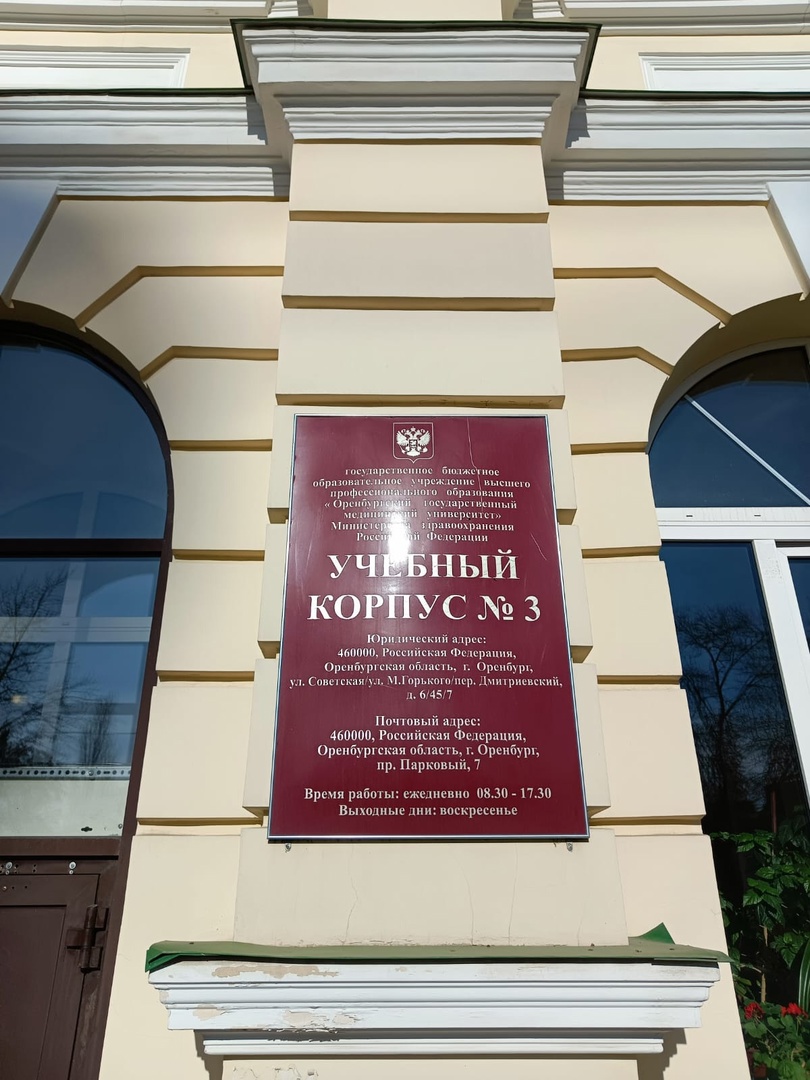 государственное бюджетное
образовательное учреждение высшего
профессионального образования
«Оренбургский государственный
медицинский университет»
Министерства здравоохранения
Российской Федерации
УЧЕБНЫЙ
КОРПУС № 3
Юридический адрес:
460000, Российская Федерация,
Оренбургская область, г. Оренбург,
ул. Советская/ул. М.Горького/пер. Дмитриевский,
д. 6/45/7
Почтовый адрес:
460000, Российская Федерация,
Оренбургская область, г. Оренбург,
пр. Парковый, 7
Время работы: ежедневно 08.30 - 17.30
Выходные дни: воскресенье